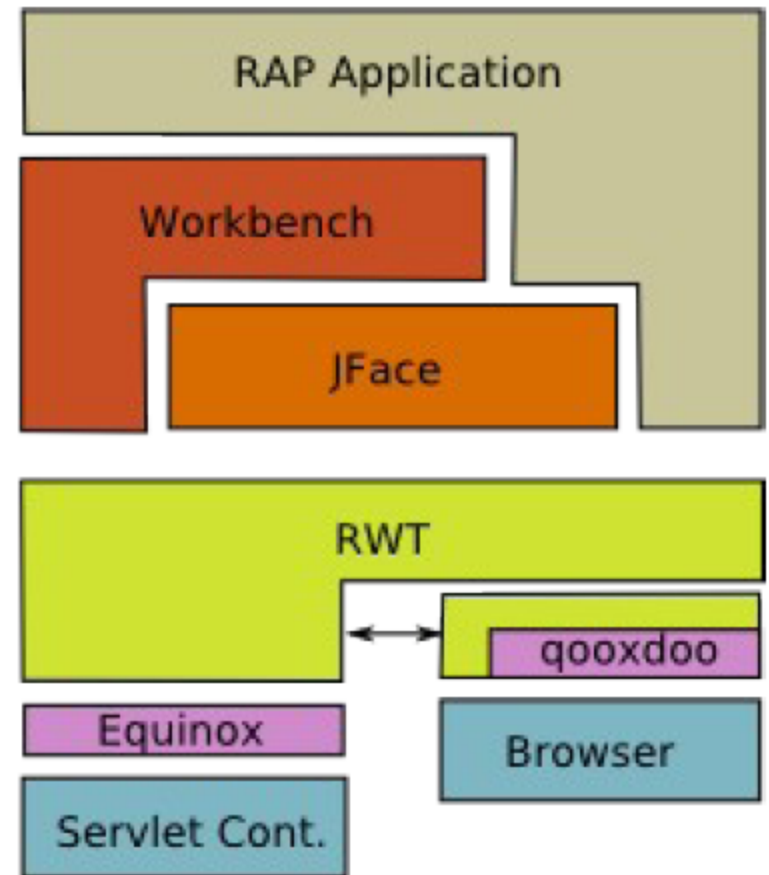 RAP Application
Workbench
JFace
RWT
qooxdoo
Equinox
Browser
Servlet Cont.